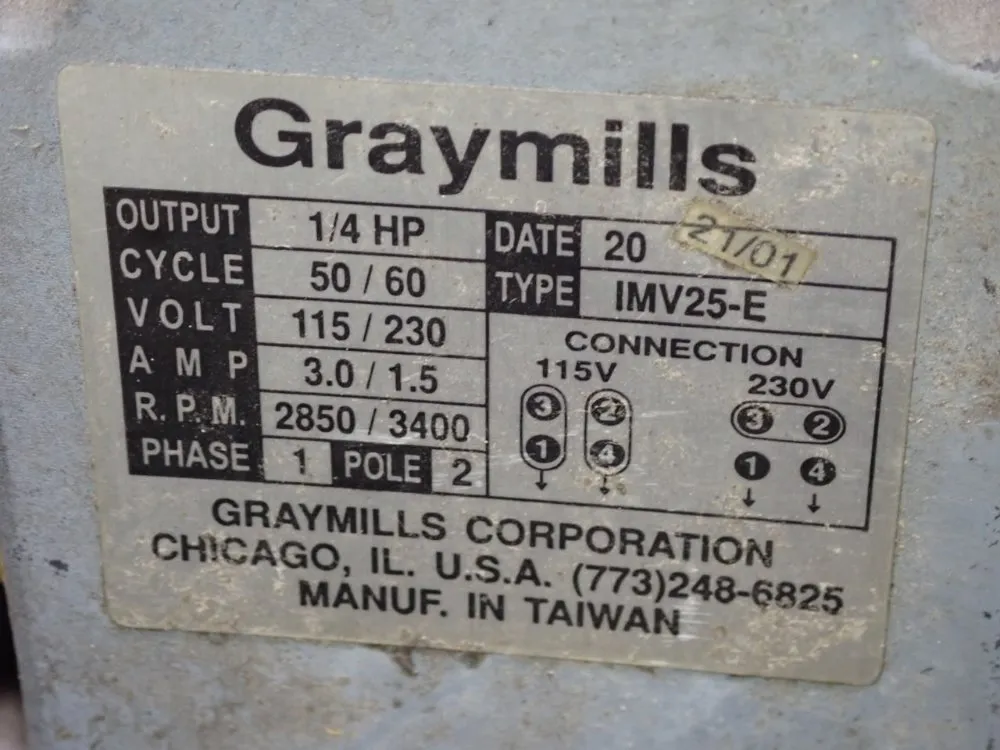 Graymills
OUTPUT 1/4 HP DATE 20 21/01
CYCLE 50 / 60 TYPE IMV25-E
VOLT 115 / 230
AMP 3.0 / 1.5
R.P.M. 2850 / 3400
PHASE 1 POLE 2
CONNECTION
115V 230V
3 2 3 2
1 4 1 4
GRAYMILLS CORPORATION
CHICAGO, IL. U.S.A. (773)248-6825
MANUF. IN TAIWAN